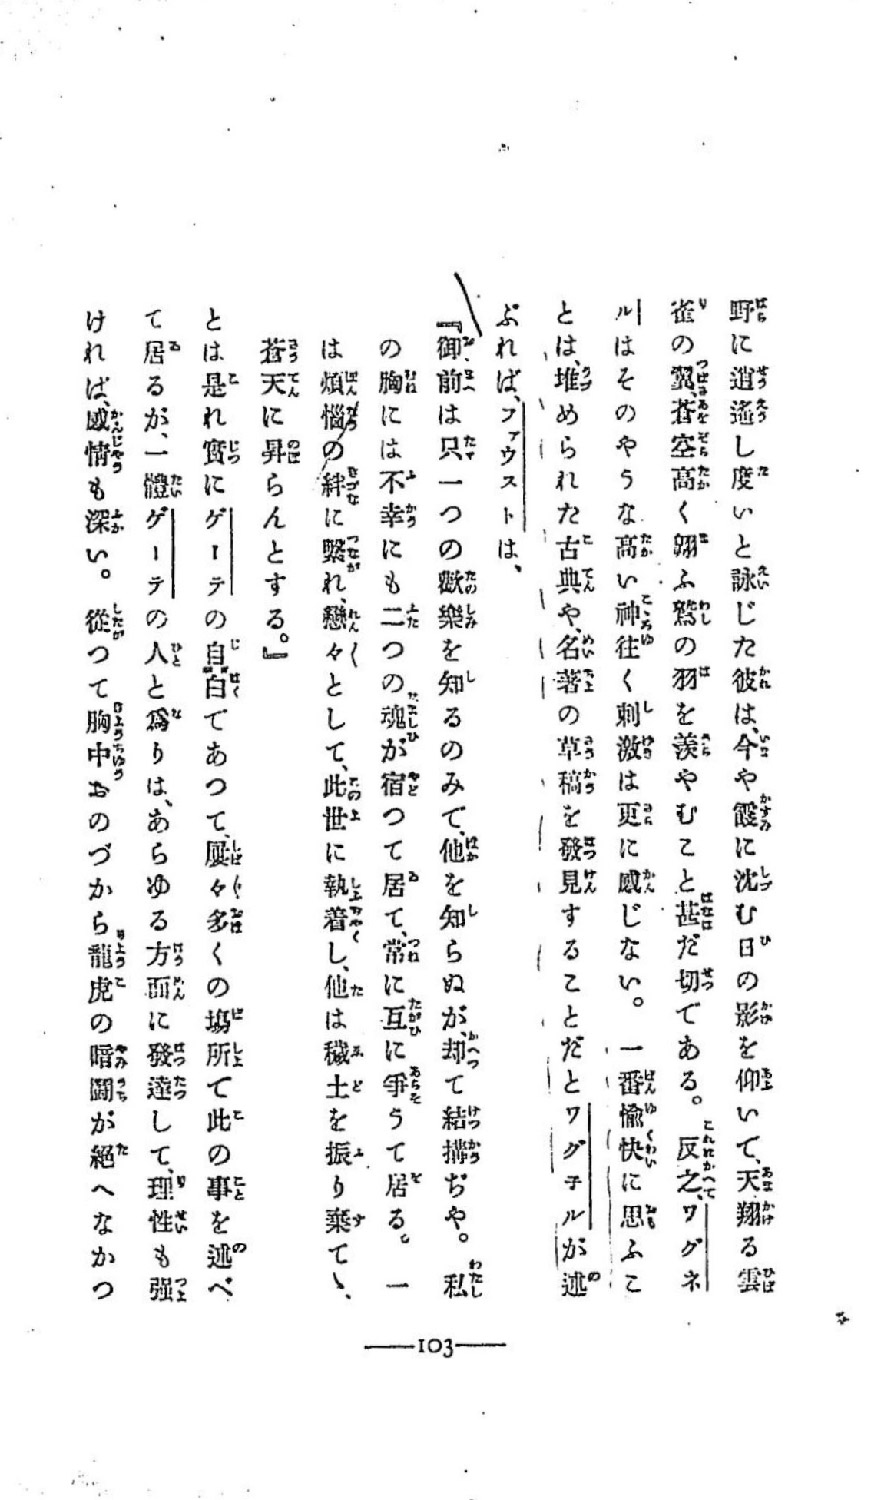 野に逍遙し度いと詠じた彼は、今や霞に沈む日の影を仰いで、天翔る雲
雀の翼、蒼空高く翔ふ鷲の羽を羨やむこと甚だ切である。反之、ワグネ
ルはそのやうな高い神往く刺激は更に感じない。一番愉快に思ふこ
とは、堆められた古典や、名著の草稿を發見することだとワグネルが述
ぶれば、ファウストは、
『御前は只一つの歡樂を知るのみで、他を知らぬが、却て結搆ぢや。私
の胸には不幸にも二つの魂が宿つて居て、常に互に爭うて居る。一
は煩惱の絆に繫れ、戀々として、此世に執着し、他は穢土を振り棄てゝ、
蒼天に昇らんとする。』
とは是れ實にゲーテの自白であつて、屢々多くの塲所で此の事を述べ
て居るが、一體ゲーテの人と爲りは、あらゆる方面に發達して、理性も强
ければ、感情も深い。從つて胸中おのづから龍虎の暗鬪が絕へなかつ
103